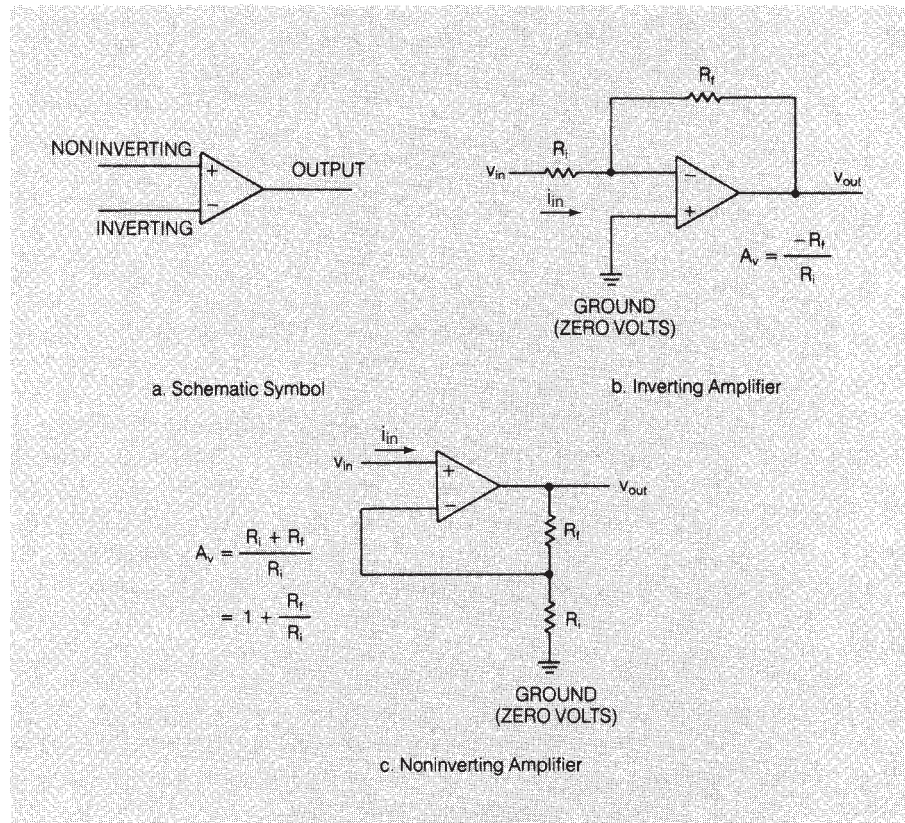 NONINVERTING
+
OUTPUT
−
INVERTING
a. Schematic Symbol
Rf
Ri
vin
iin
−
+
vout
Av = −Rf / Ri
GROUND
(ZERO VOLTS)
b. Inverting Amplifier
iin
vin
+
−
vout
Rf
Ri
Av = Ri + Rf / Ri
= 1 + Rf / Ri
GROUND
(ZERO VOLTS)
c. Noninverting Amplifier